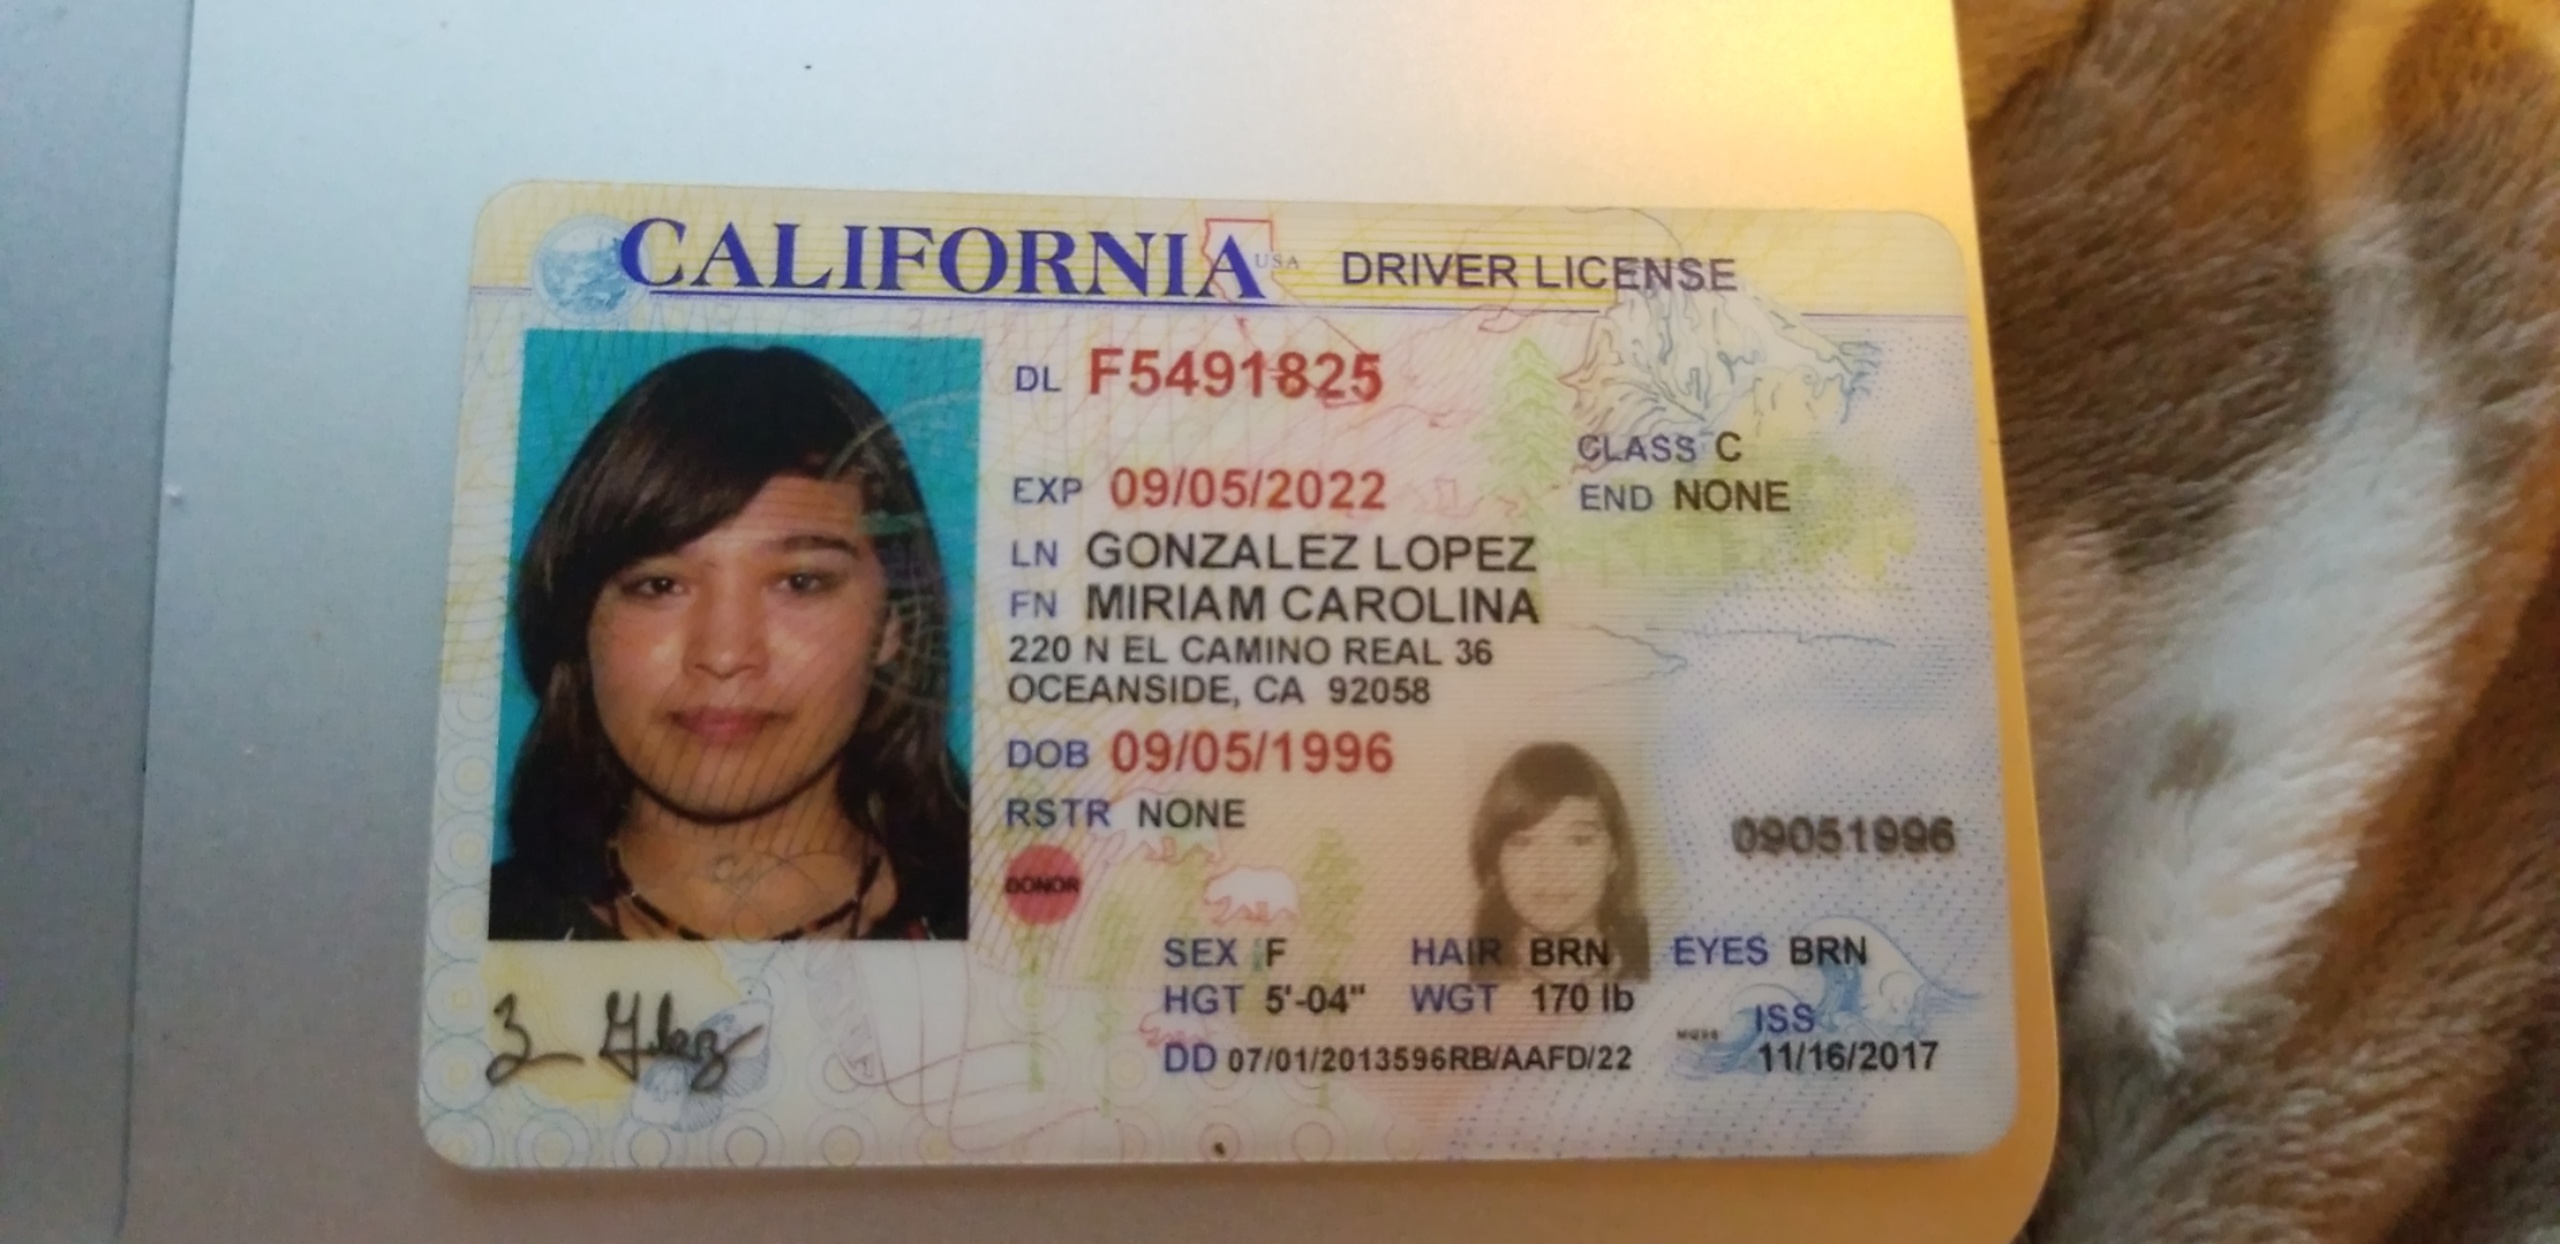 CALIFORNIA USA DRIVER LICENSE
DL F5491825
CLASS C
EXP 09/05/2022
END NONE
LN GONZALEZ LOPEZ
FN MIRIAM CAROLINA
220 N EL CAMINO REAL 36
OCEANSIDE, CA 92058
DOB 09/05/1996
RSTR NONE
09051996
DONOR
SEX F HAIR BRN EYES BRN
HGT 5'-04" WGT 170 lb
ISS
DD 07/01/2013596RB/AAFD/22 11/16/2017